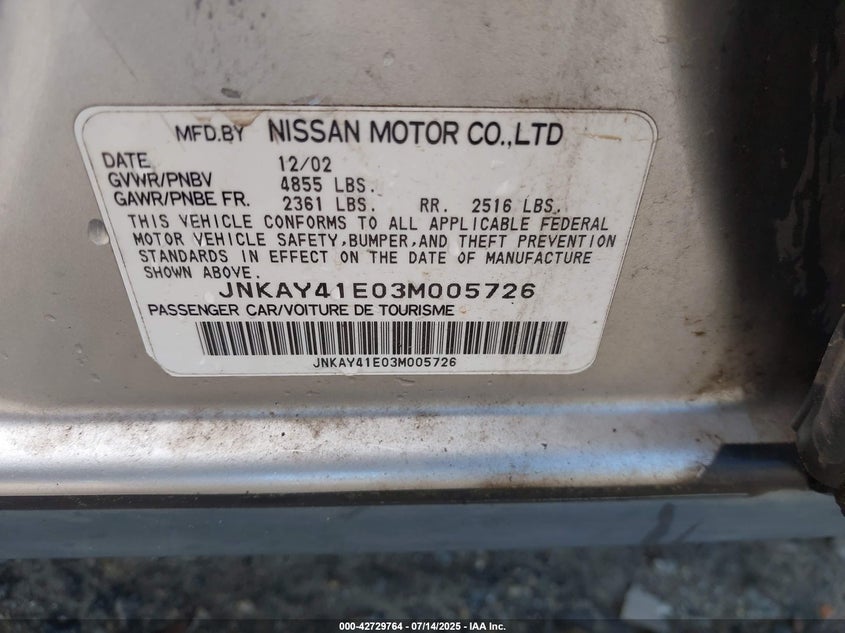 MFD.BY NISSAN MOTOR CO.,LTD
DATE 12/02
GVWR/PNBV 4855 LBS.
GAWR/PNBE FR. 2361 LBS. RR. 2516 LBS.
THIS VEHICLE CONFORMS TO ALL APPLICABLE FEDERAL
MOTOR VEHICLE SAFETY,BUMPER,AND THEFT PREVENTION
STANDARDS IN EFFECT ON THE DATE OF MANUFACTURE
SHOWN ABOVE.
JNKAY41E03M005726
PASSENGER CAR/VOITURE DE TOURISME
JNKAY41E03M005726
000-42729764 - 07/14/2025 - IAA Inc.